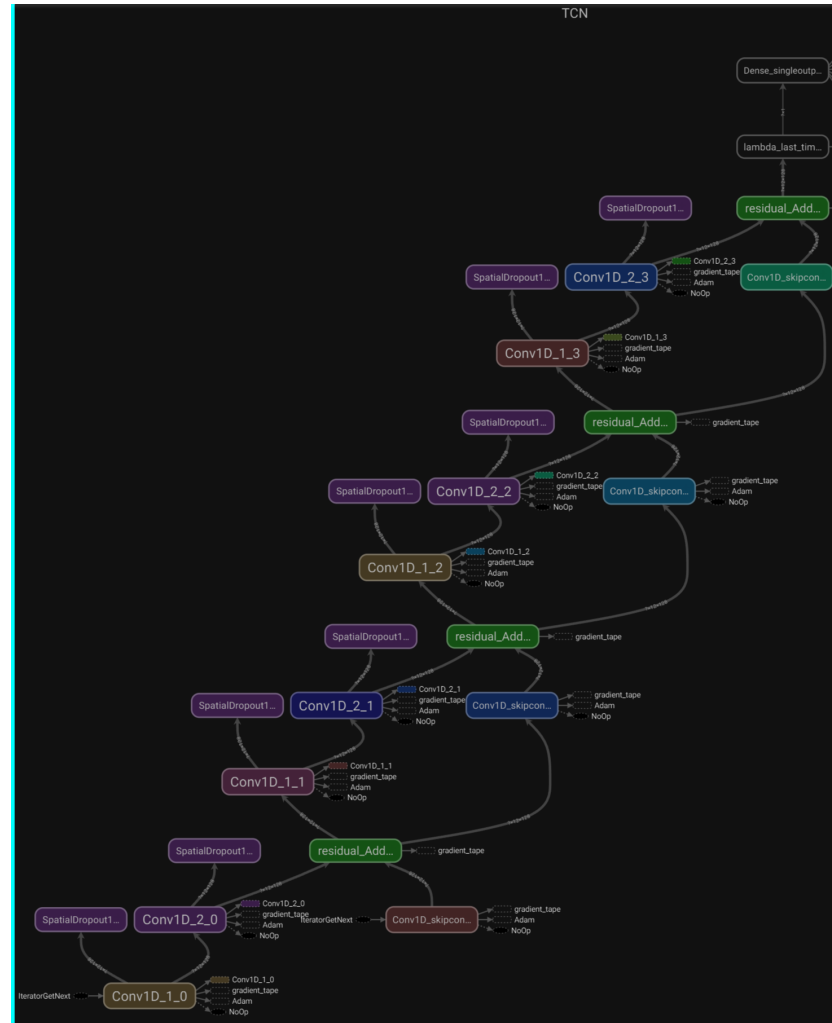 TCN
Dense_singleoutp...
lambda_last_tim...
SpatialDropout1...
residual_Add...
Conv1D_2_3
gradient_tape
Adam
NoOp
SpatialDropout1...
Conv1D_2_3
Conv1D_skipcon...
Conv1D_1_3
gradient_tape
Adam
NoOp
Conv1D_1_3
SpatialDropout1...
residual_Add...
gradient_tape
Conv1D_2_2
gradient_tape
Adam
NoOp
SpatialDropout1...
Conv1D_2_2
Conv1D_skipcon...
gradient_tape
Adam
NoOp
Conv1D_1_2
gradient_tape
Adam
NoOp
Conv1D_1_2
SpatialDropout1...
residual_Add...
gradient_tape
Conv1D_2_1
gradient_tape
Adam
NoOp
SpatialDropout1...
Conv1D_2_1
Conv1D_skipcon...
gradient_tape
Adam
NoOp
Conv1D_1_1
gradient_tape
Adam
NoOp
Conv1D_1_1
SpatialDropout1...
residual_Add...
gradient_tape
Conv1D_2_0
gradient_tape
Adam
NoOp
SpatialDropout1...
Conv1D_2_0
IteratorGetNext
Conv1D_skipcon...
gradient_tape
Adam
NoOp
Conv1D_1_0
gradient_tape
Adam
NoOp
IteratorGetNext
Conv1D_1_0